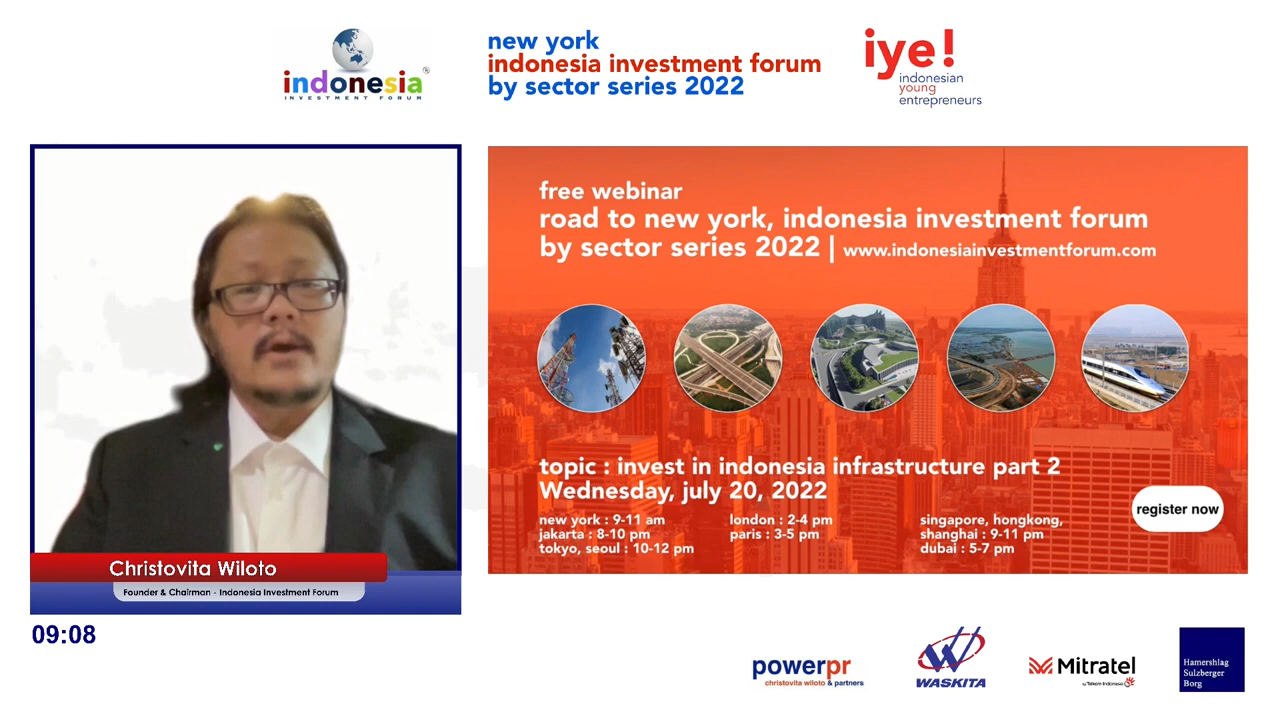 indonesia
INVESTMENT FORUM
new york
indonesia investment forum
by sector series 2022
iye!
indonesian
young
entrepreneurs
free webinar
road to new york, indonesia investment forum
by sector series 2022 | www.indonesiainvestmentforum.com
topic : invest in indonesia infrastructure part 2
Wednesday, july 20, 2022
new york : 9-11 am
jakarta : 8-10 pm
tokyo, seoul : 10-12 pm
london : 2-4 pm
paris : 3-5 pm
singapore, hongkong,
shanghai : 9-11 pm
dubai : 5-7 pm
register now
Christovita Wiloto
Founder & Chairman - Indonesia Investment Forum
09:08
powerpr
christovita wiloto & partners
WASKITA
Mitratel
by Telkom Indonesia
Hamershlag
Sulzberger
Borg